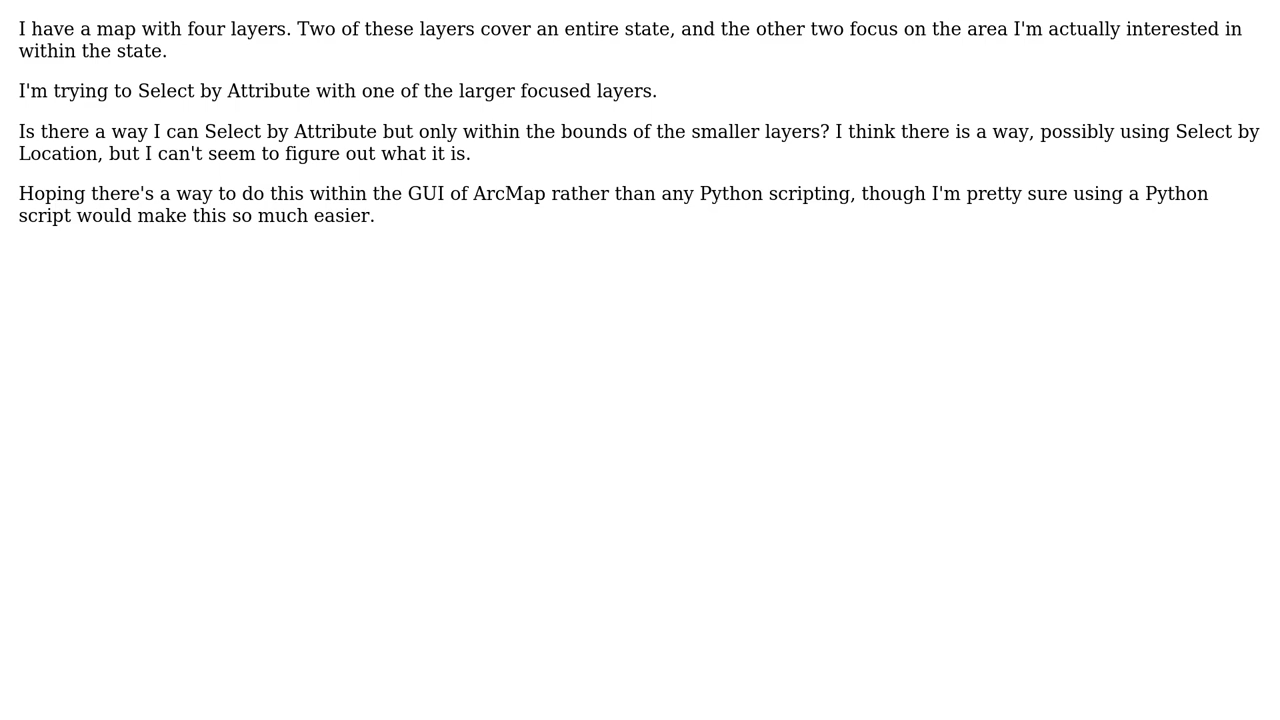 I have a map with four layers. Two of these layers cover an entire state, and the other two focus on the area I'm actually interested in
within the state.
I'm trying to Select by Attribute with one of the larger focused layers.
Is there a way I can Select by Attribute but only within the bounds of the smaller layers? I think there is a way, possibly using Select by
Location, but I can't seem to figure out what it is.
Hoping there's a way to do this within the GUI of ArcMap rather than any Python scripting, though I'm pretty sure using a Python
script would make this so much easier.